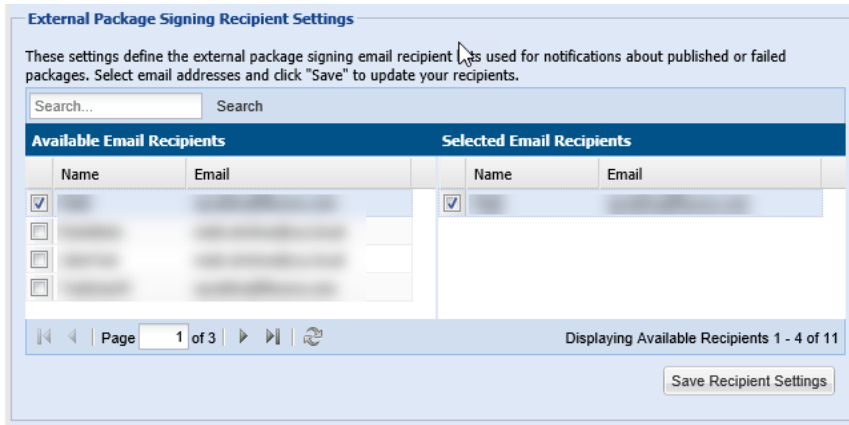 External Package Signing Recipient Settings
These settings define the external package signing email recipient used for notifications about published or failed
packages. Select email addresses and click "Save" to update your recipients.
Search... Search
Available Email Recipients Selected Email Recipients
Name Email Name Email
Page 1 of 3 Displaying Available Recipients 1 - 4 of 11
Save Recipient Settings